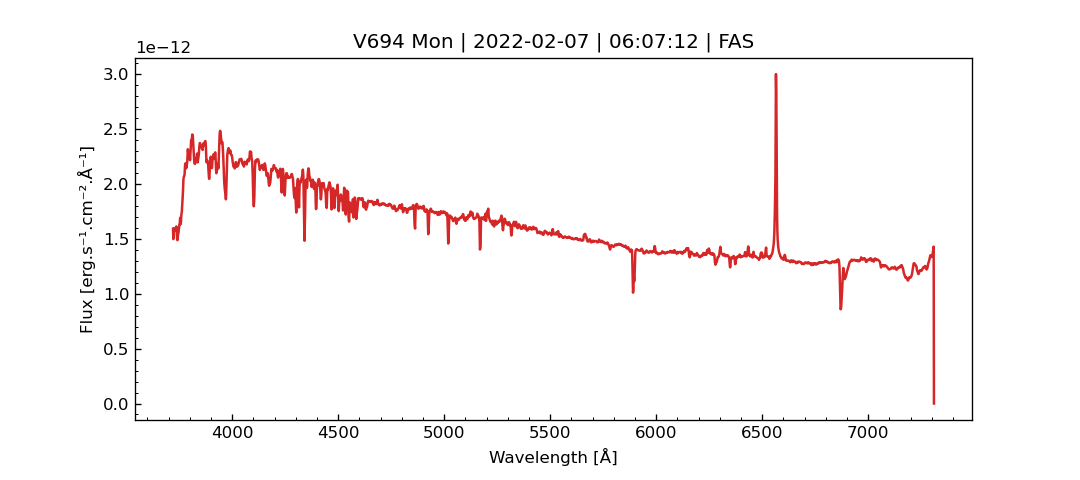 V694 Mon | 2022-02-07 | 06:07:12 | FAS
1e−12
3.0
2.5
2.0
1.5
1.0
0.5
0.0
Flux [erg.s⁻¹.cm⁻².Å⁻¹]
4000 4500 5000 5500 6000 6500 7000
Wavelength [Å]